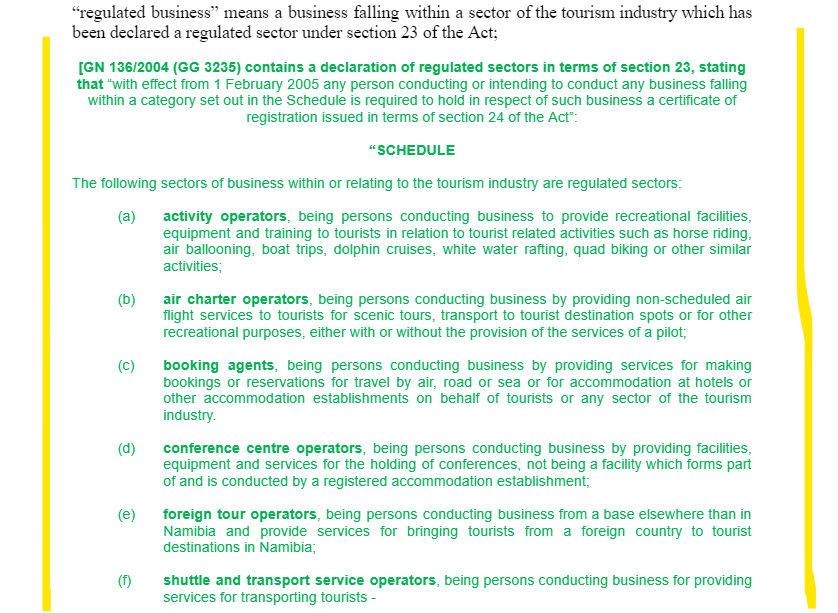 “regulated business” means a business falling within a sector of the tourism industry which has
been declared a regulated sector under section 23 of the Act;
[GN 136/2004 (GG 3235) contains a declaration of regulated sectors in terms of section 23, stating
that “with effect from 1 February 2005 any person conducting or intending to conduct any business falling
within a category set out in the Schedule is required to hold in respect of such business a certificate of
registration issued in terms of section 24 of the Act”:
“SCHEDULE
The following sectors of business within or relating to the tourism industry are regulated sectors:
(a) activity operators, being persons conducting business to provide recreational facilities,
equipment and training to tourists in relation to tourist related activities such as horse riding,
air ballooning, boat trips, dolphin cruises, white water rafting, quad biking or other similar
activities;
(b) air charter operators, being persons conducting business by providing non-scheduled air
flight services to tourists for scenic tours, transport to tourist destination spots or for other
recreational purposes, either with or without the provision of the services of a pilot;
(c) booking agents, being persons conducting business by providing services for making
bookings or reservations for travel by air, road or sea or for accommodation at hotels or
other accommodation establishments on behalf of tourists or any sector of the tourism
industry.
(d) conference centre operators, being persons conducting business by providing facilities,
equipment and services for the holding of conferences, not being a facility which forms part
of and is conducted by a registered accommodation establishment;
(e) foreign tour operators, being persons conducting business from a base elsewhere than in
Namibia and provide services for bringing tourists from a foreign country to tourist
destinations in Namibia;
(f) shuttle and transport service operators, being persons conducting business for providing
services for transporting tourists -